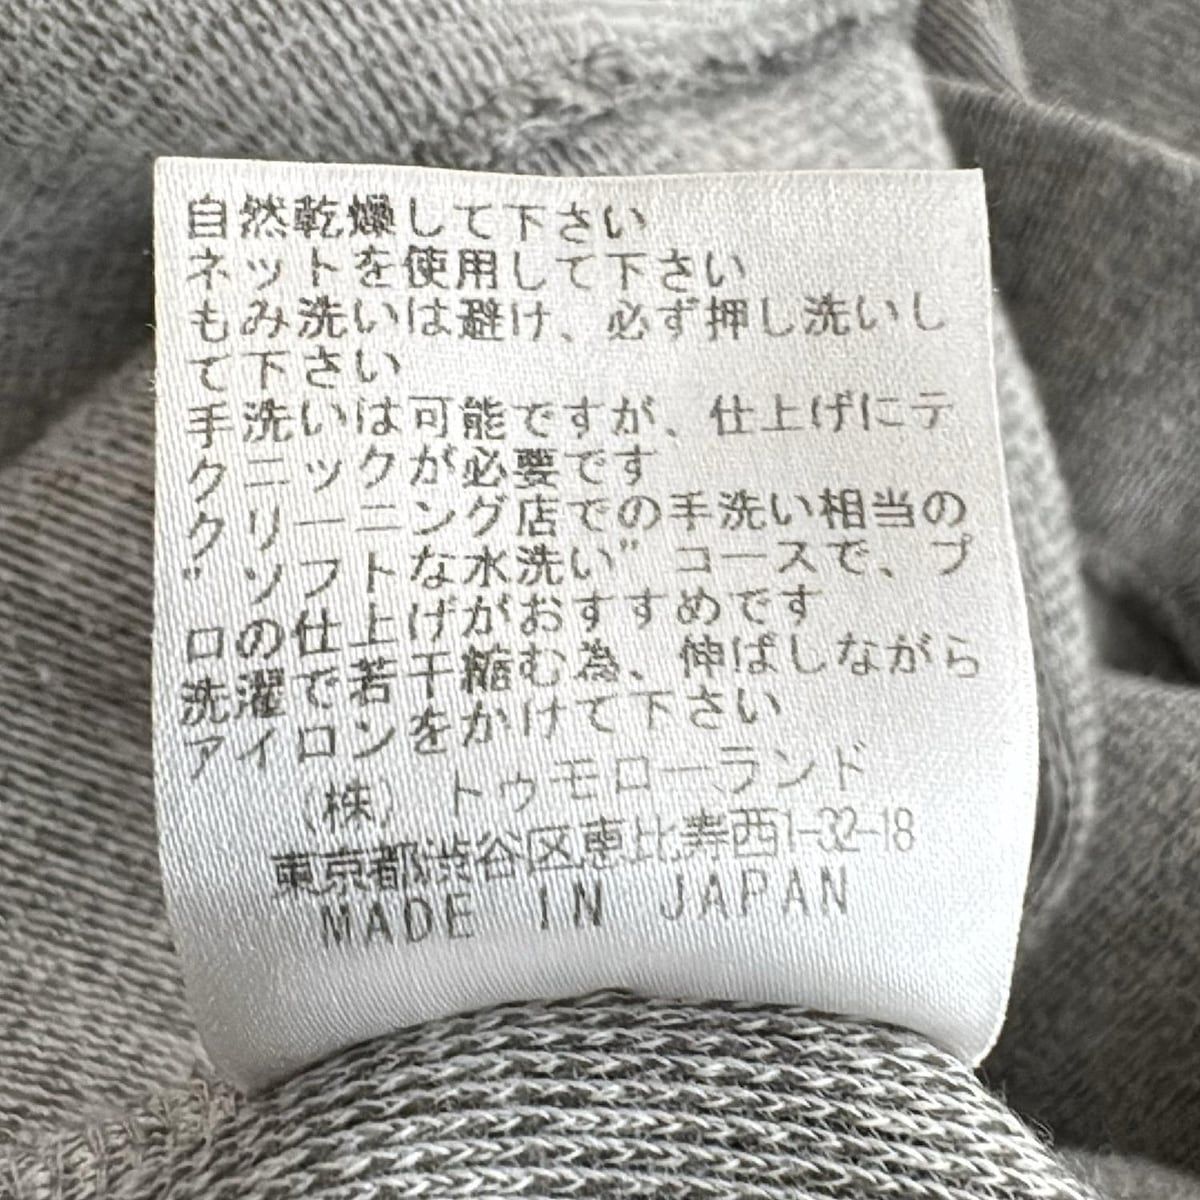 自然乾燥して下さい
ネットを使用して下さい
もみ洗いは避け、必ず押し洗いし
て下さい
手洗いは可能ですが、仕上げにテ
クニックが必要です
クリーニング店での手洗い相当の
"ソフトな水洗い"コースで、プ
ロの仕上げがおすすめです
洗濯で若干縮む為、伸ばしながら
アイロンをかけて下さい
(株) トゥモローランド
東京都渋谷区恵比寿西1-32-18
MADE IN JAPAN